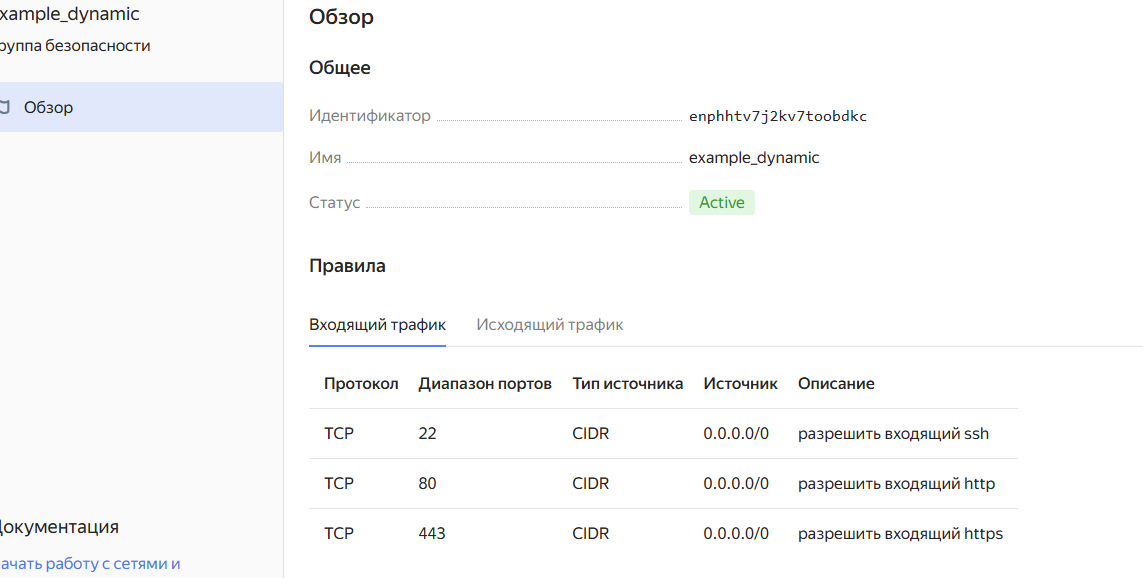 xample_dynamic
руппа безопасности
Обзор
Документация
ачать работу с сетями и
Обзор
Общее
Идентификатор enphhtv7j2kv7toobdkc
Имя example_dynamic
Статус Active
Правила
Входящий трафик Исходящий трафик
Протокол Диапазон портов Тип источника Источник Описание
TCP 22 CIDR 0.0.0.0/0 разрешить входящий ssh
TCP 80 CIDR 0.0.0.0/0 разрешить входящий http
TCP 443 CIDR 0.0.0.0/0 разрешить входящий https